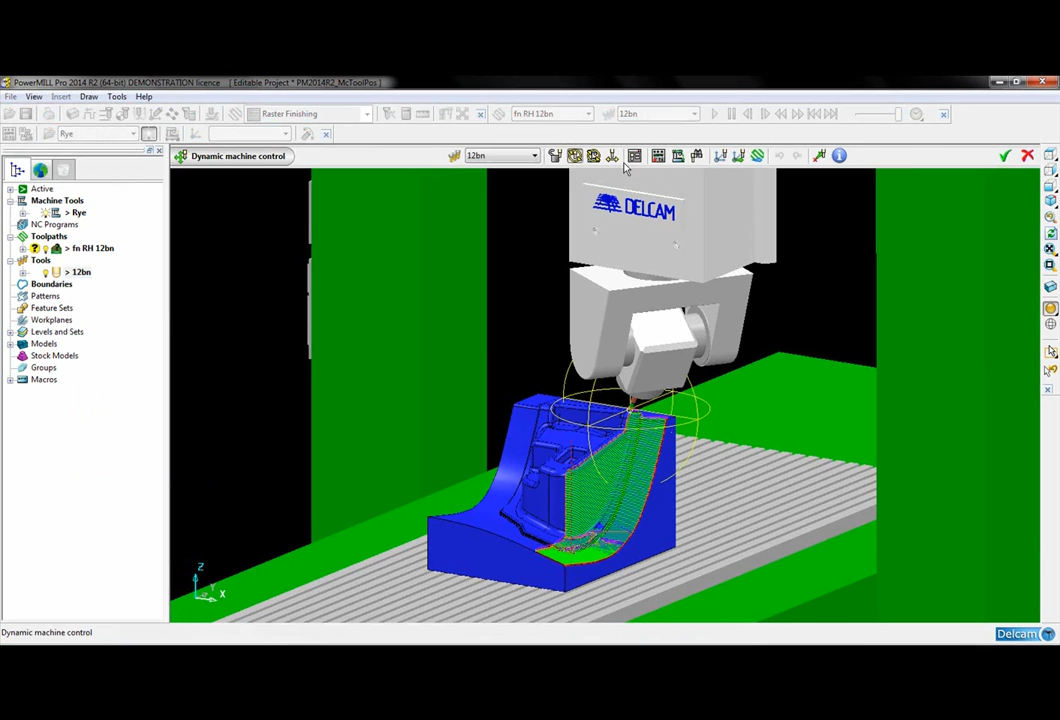 PowerMILL Pro 2014 R2 (64-bit) DEMONSTRATION licence [ Editable Project * PM2014R2_McToolPos ]
File View Insert Draw Tools Help
Raster Finishing fn RH 12bn 12bn
Rye
Dynamic machine control 12bn
Active
Machine Tools
> Rye
NC Programs
Toolpaths
> fn RH 12bn
Tools
> 12bn
Boundaries
Patterns
Feature Sets
Workplanes
Levels and Sets
Models
Stock Models
Groups
Macros
DELCAM
Z
Y
X
Dynamic machine control
Delcam